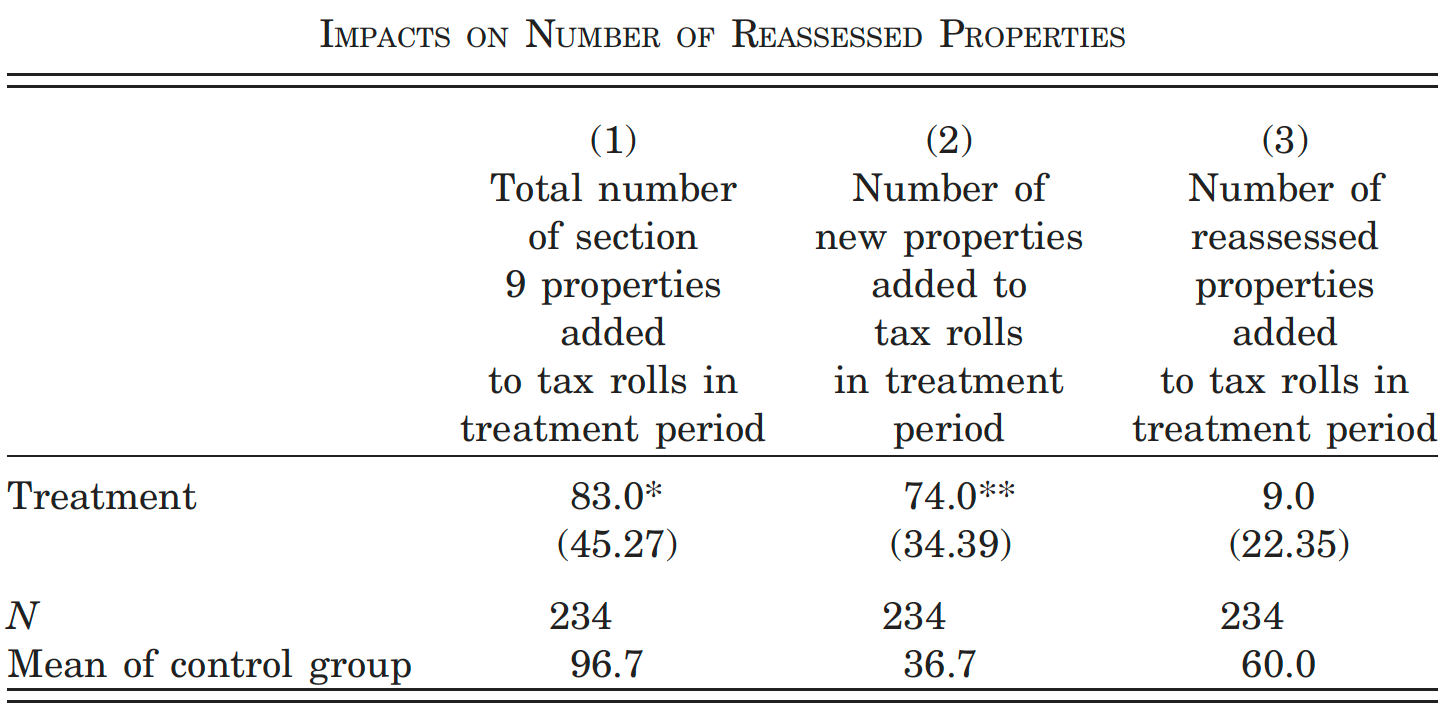 IMPACTS ON NUMBER OF REASSESSED PROPERTIES
(1) (2) (3)
Total number Number of Number of
of section new properties reassessed
9 properties added to properties
added tax rolls added
to tax rolls in in treatment to tax rolls in
treatment period period treatment period
Treatment 83.0* 74.0** 9.0
(45.27) (34.39) (22.35)
N 234 234 234
Mean of control group 96.7 36.7 60.0